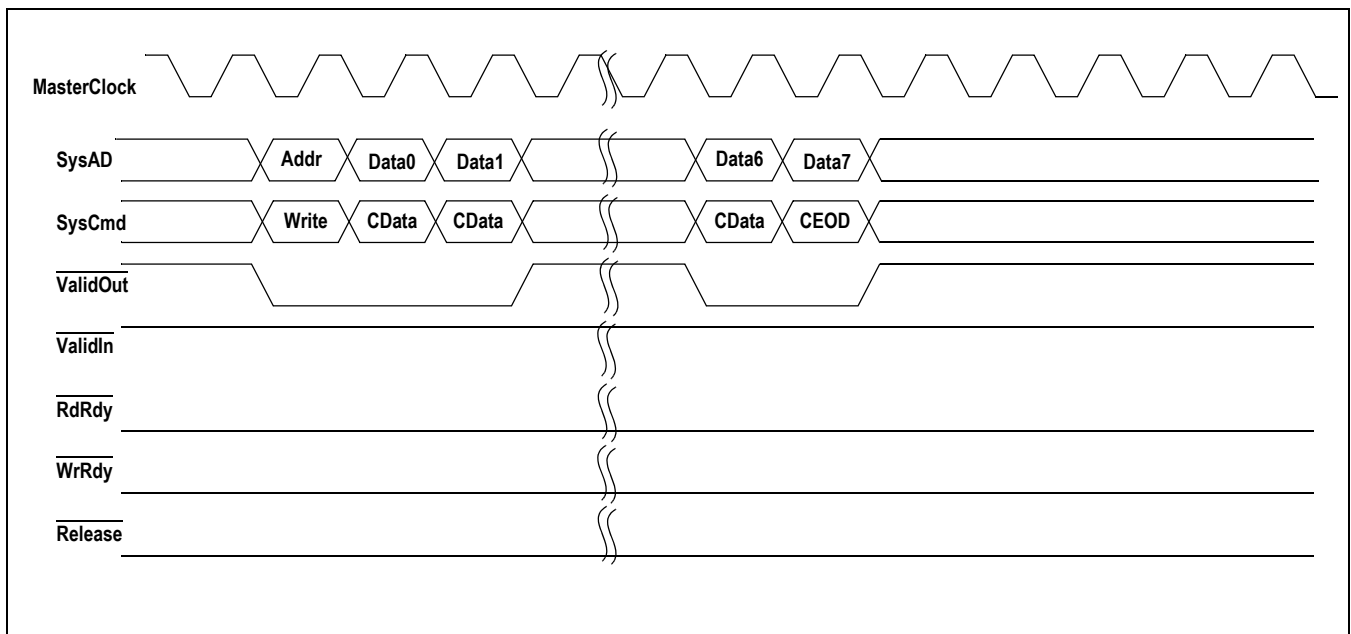 MasterClock
SysAD Addr Data0 Data1 Data6 Data7
SysCmd Write CData CData CData CEOD
ValidOut
ValidIn
RdRdy
WrRdy
Release